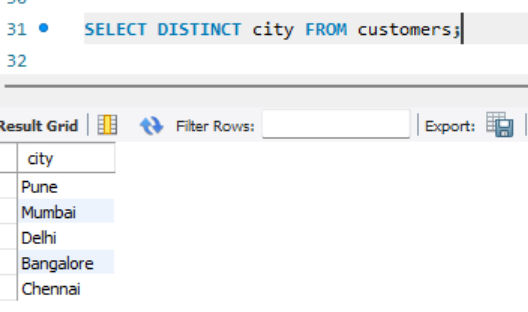 31 SELECT DISTINCT city FROM customers;
32
Result Grid Filter Rows: Export:
city
Pune
Mumbai
Delhi
Bangalore
Chennai